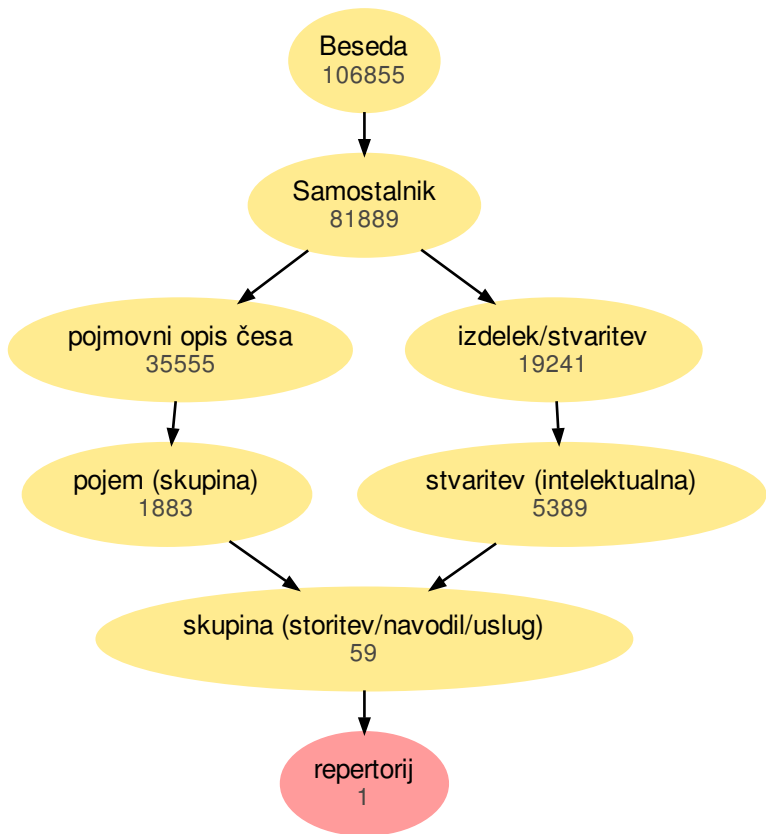 Beseda
106855
Samostalnik
81889
pojmovni opis česa
35555
izdelek/stvaritev
19241
pojem (skupina)
1883
stvaritev (intelektualna)
5389
skupina (storitev/navodil/uslug)
59
repertorij
1